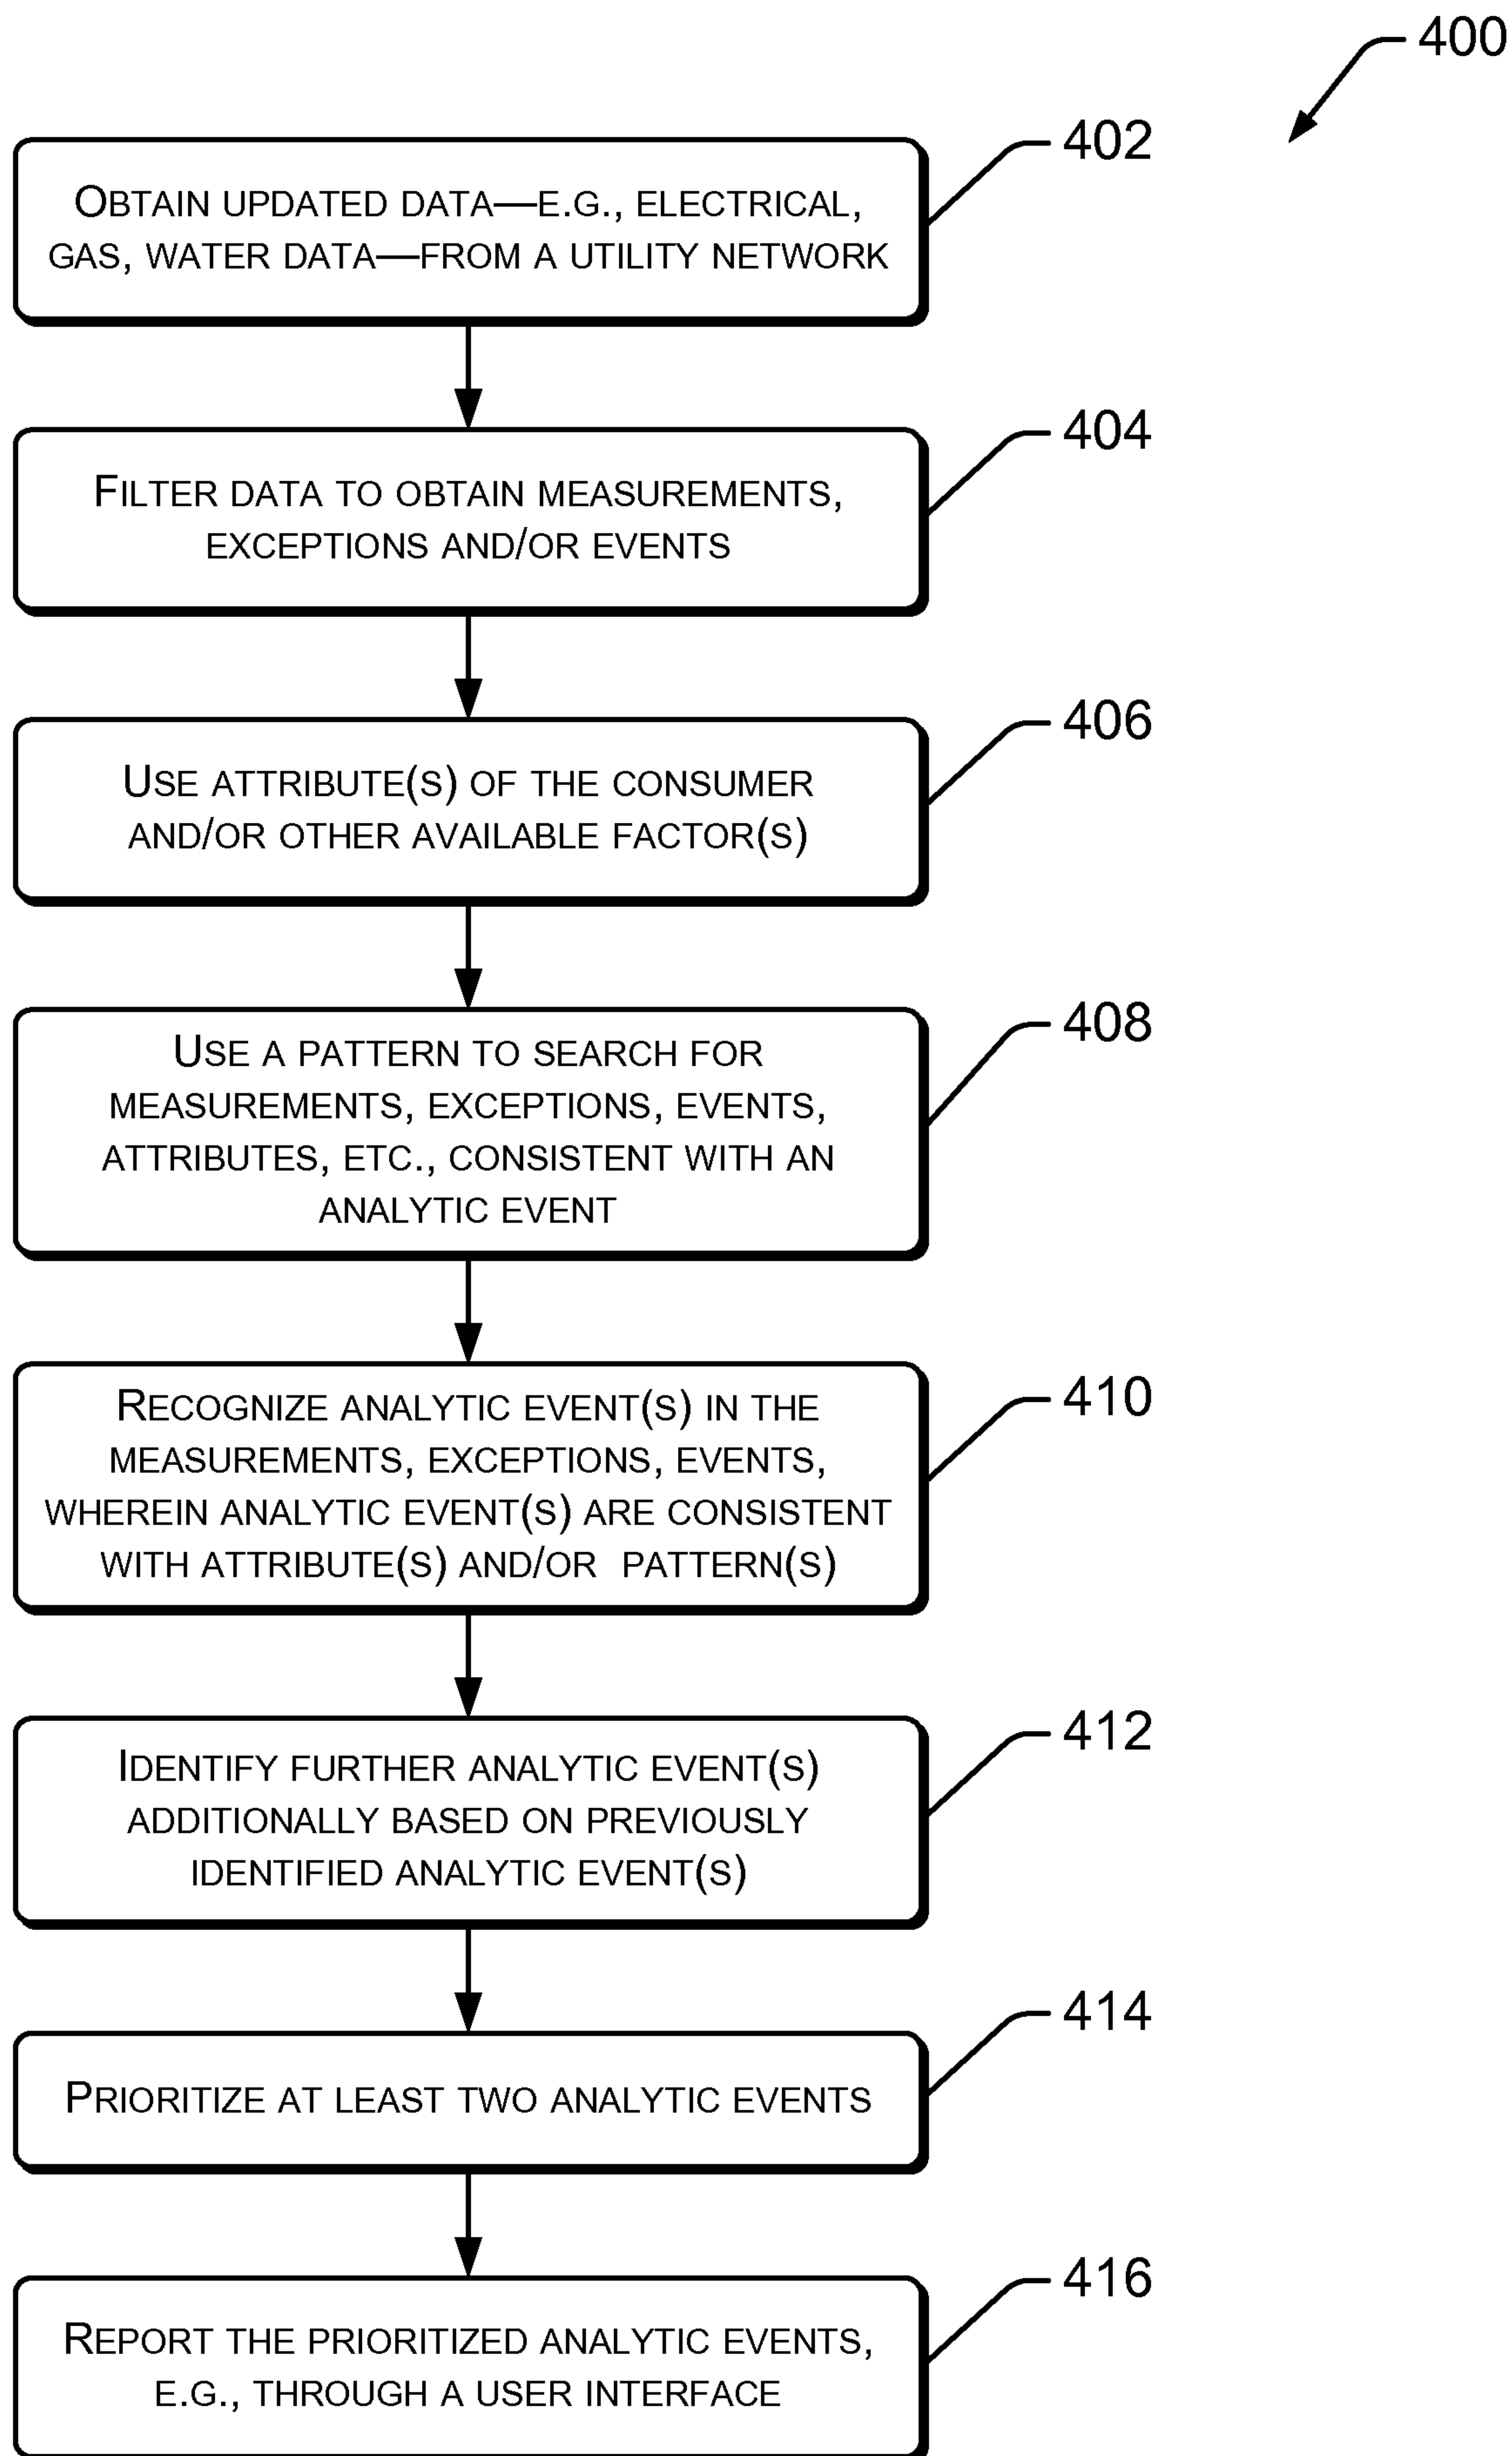 400
402
OBTAIN UPDATED DATA—E.G., ELECTRICAL,
GAS, WATER DATA—FROM A UTILITY NETWORK
404
FILTER DATA TO OBTAIN MEASUREMENTS,
EXCEPTIONS AND/OR EVENTS
406
USE ATTRIBUTE(S) OF THE CONSUMER
AND/OR OTHER AVAILABLE FACTOR(S)
408
USE A PATTERN TO SEARCH FOR
MEASUREMENTS, EXCEPTIONS, EVENTS,
ATTRIBUTES, ETC., CONSISTENT WITH AN
ANALYTIC EVENT
410
RECOGNIZE ANALYTIC EVENT(S) IN THE
MEASUREMENTS, EXCEPTIONS, EVENTS,
WHEREIN ANALYTIC EVENT(S) ARE CONSISTENT
WITH ATTRIBUTE(S) AND/OR PATTERN(S)
412
IDENTIFY FURTHER ANALYTIC EVENT(S)
ADDITIONALLY BASED ON PREVIOUSLY
IDENTIFIED ANALYTIC EVENT(S)
414
PRIORITIZE AT LEAST TWO ANALYTIC EVENTS
416
REPORT THE PRIORITIZED ANALYTIC EVENTS,
E.G., THROUGH A USER INTERFACE